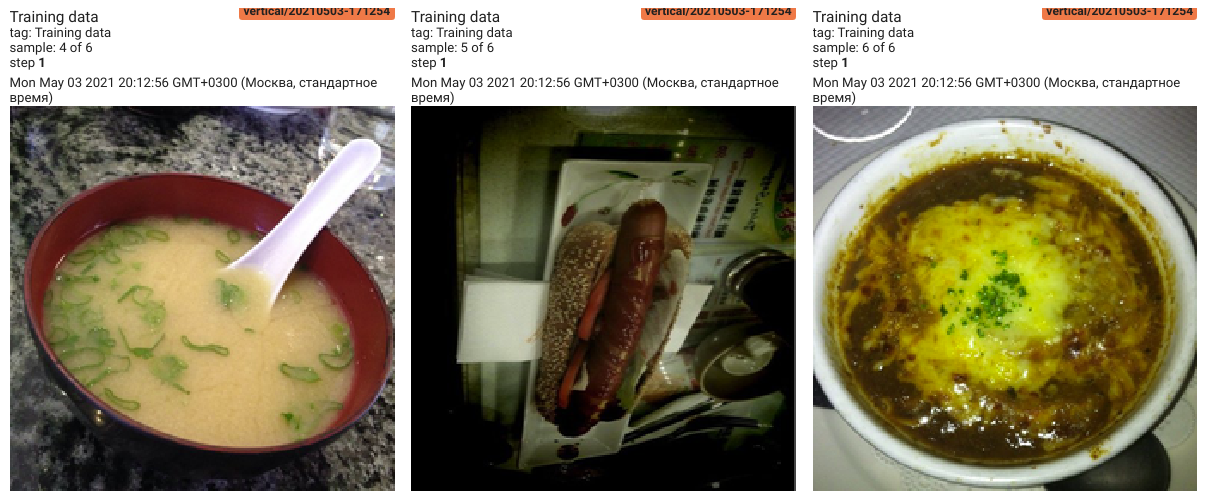 Training data
vertical/20210503-171254
tag: Training data
sample: 4 of 6
step 1
Mon May 03 2021 20:12:56 GMT+0300 (Москва, стандартное
время)
Training data
vertical/20210503-171254
tag: Training data
sample: 5 of 6
step 1
Mon May 03 2021 20:12:56 GMT+0300 (Москва, стандартное
время)
Training data
vertical/20210503-171254
tag: Training data
sample: 6 of 6
step 1
Mon May 03 2021 20:12:56 GMT+0300 (Москва, стандартное
время)